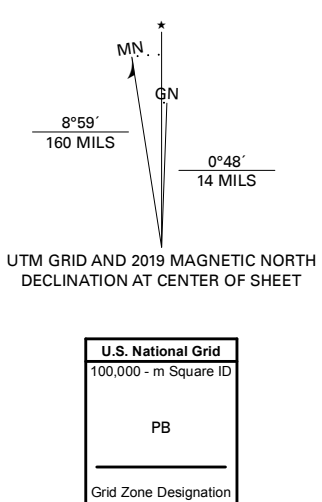 ★
MN
GN
8°59´
160 MILS
0°48´
14 MILS
UTM GRID AND 2019 MAGNETIC NORTH
DECLINATION AT CENTER OF SHEET
U.S. National Grid
100,000 - m Square ID
PB
Grid Zone Designation